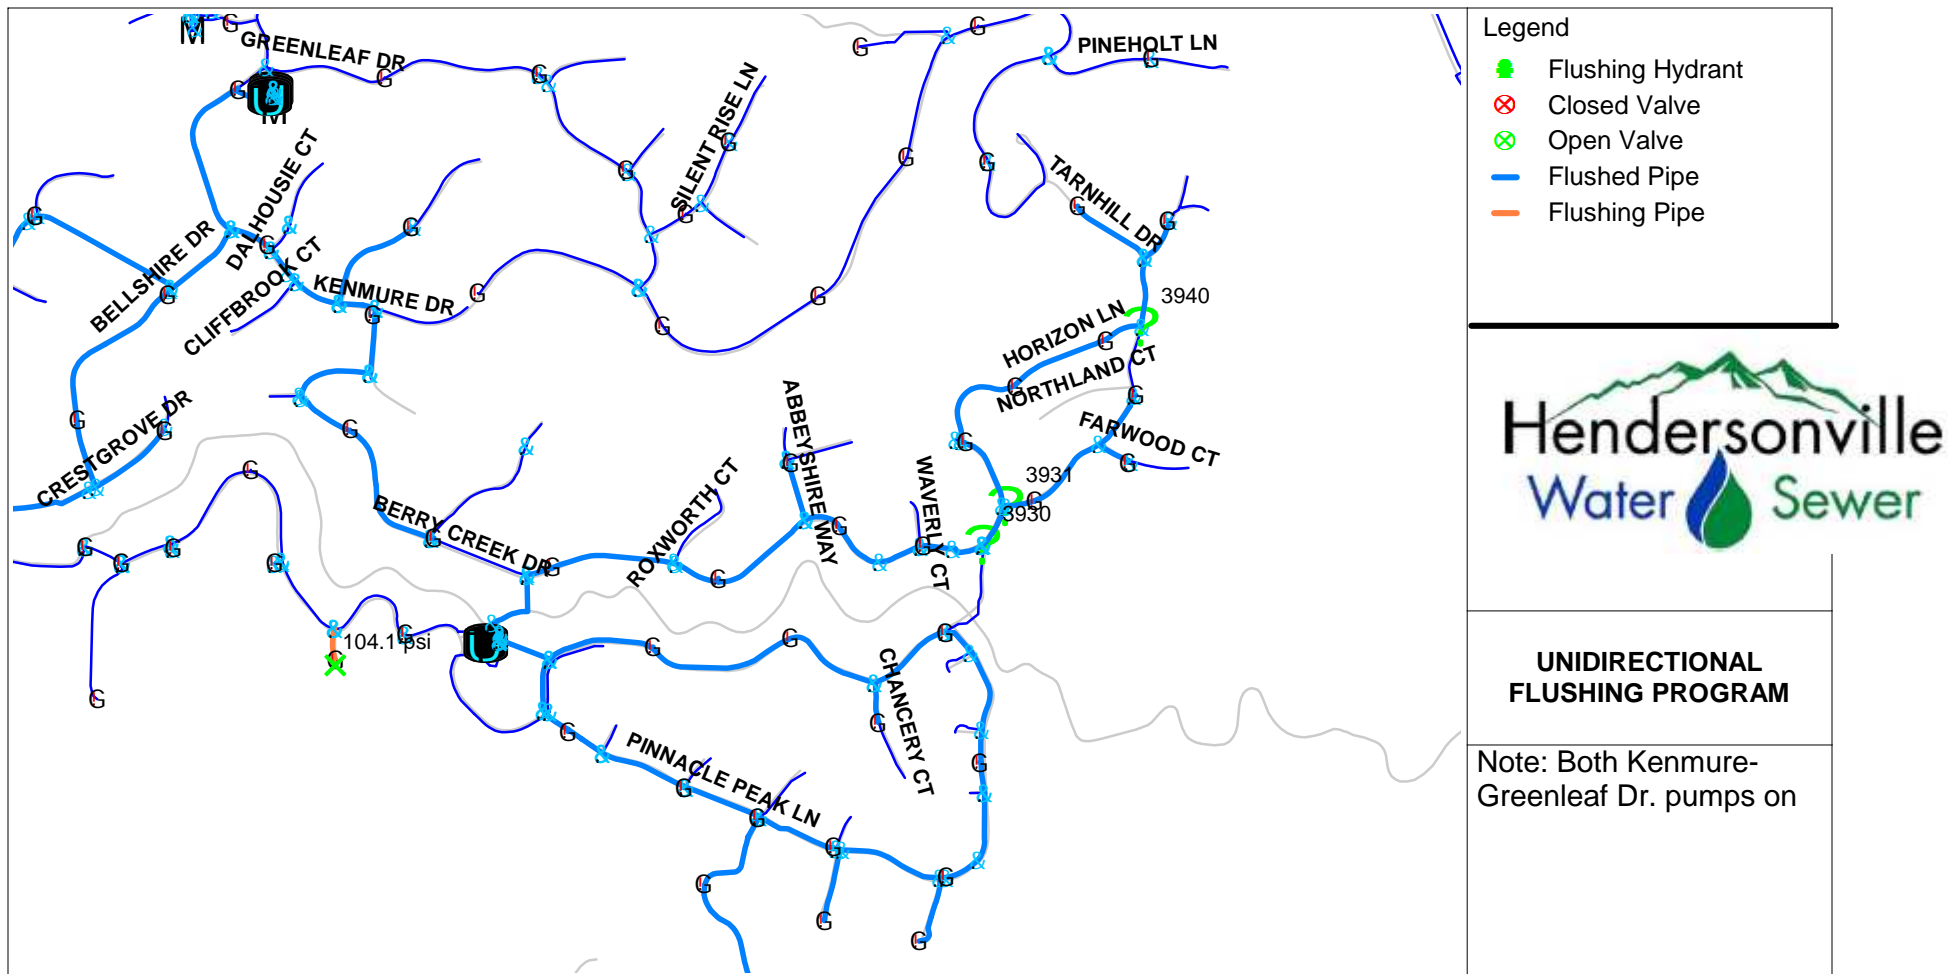 GREENLEAF DR
PINEHOLT LN
SILENT RISE LN
DALHOUSIE CT
TARNHILL DR
BELLSHIRE DR
CLIFFBROOK CT
KENMURE DR
3940
HORIZON LN
NORTHLAND CT
CRESTGROVE DR
ABBEYSHIRE WAY
FARWOOD CT
WAVERLY CT
3931
3930
BERRY CREEK DR
ROXWORTH CT
104.1 psi
CHANCERY CT
PINNACLE PEAK LN
Legend
Flushing Hydrant
Closed Valve
Open Valve
Flushed Pipe
Flushing Pipe
Hendersonville
Water Sewer
UNIDIRECTIONAL
FLUSHING PROGRAM
Note: Both Kenmure-
Greenleaf Dr. pumps on